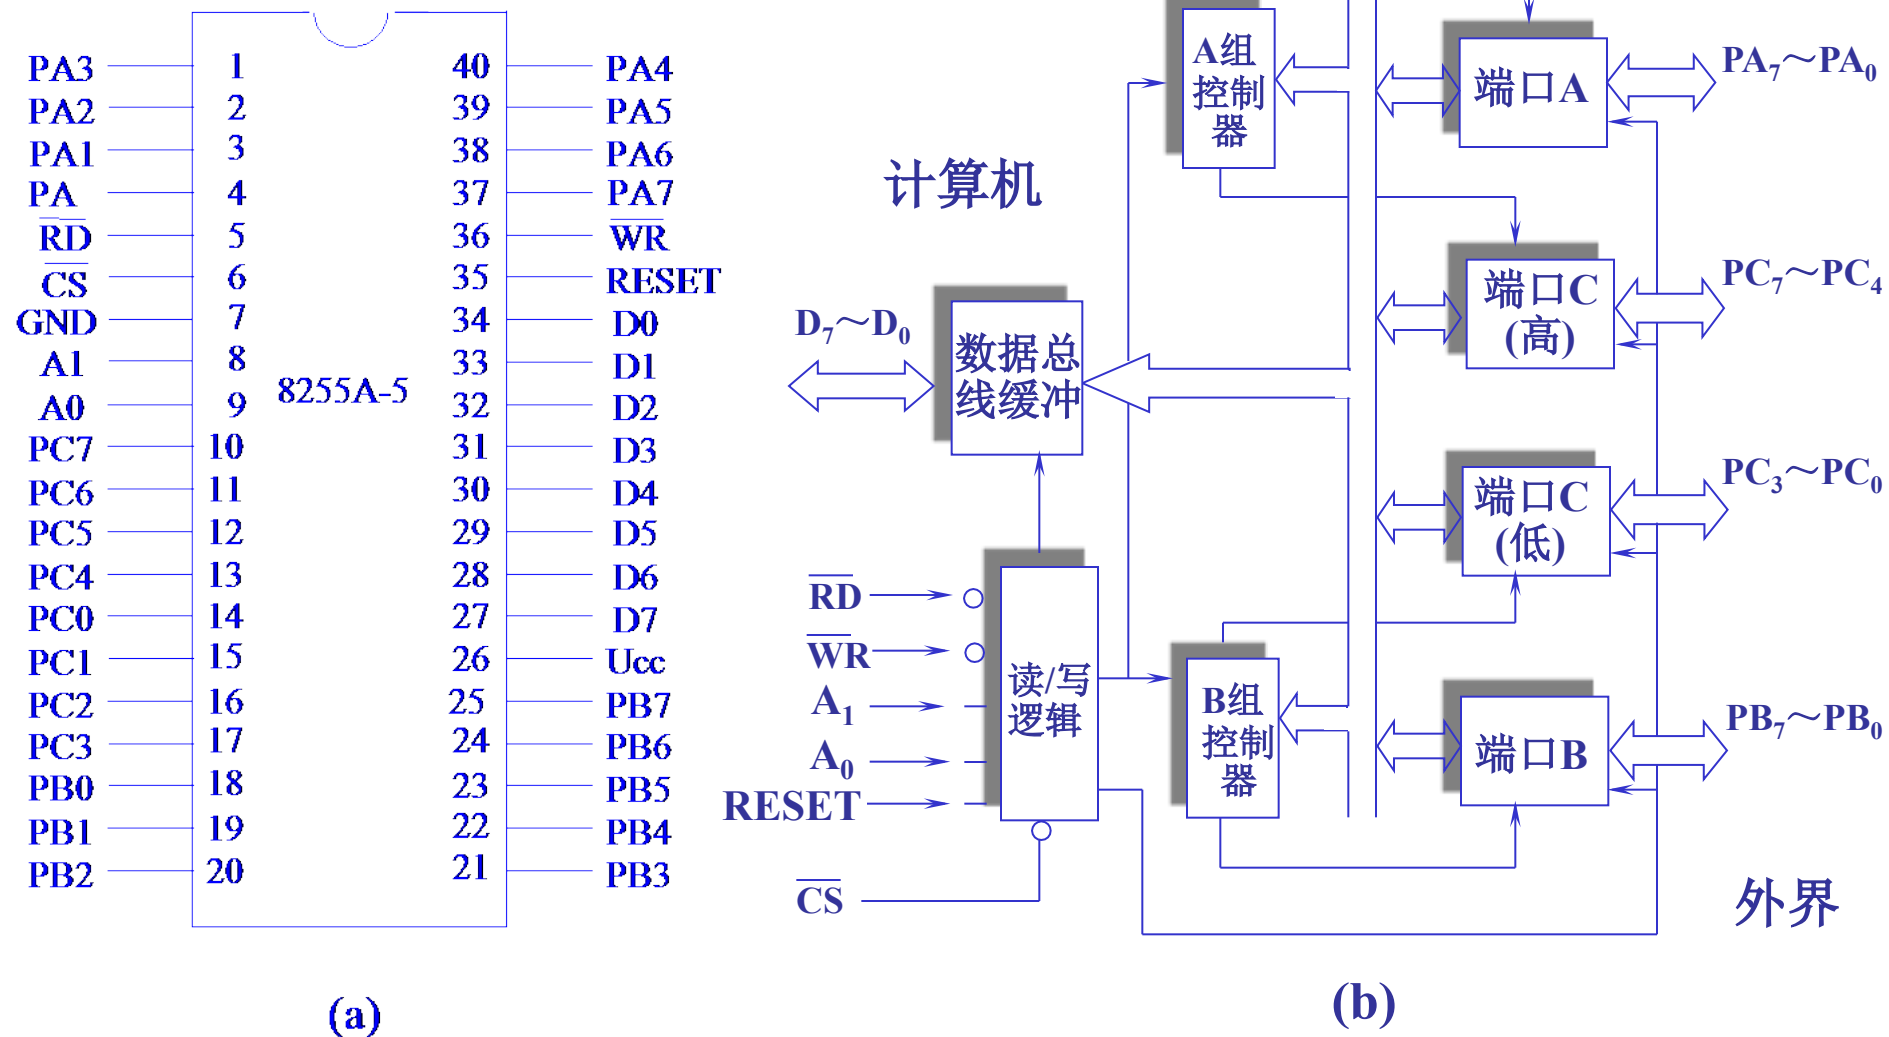 PA3 1 40 PA4
PA2 2 39 PA5
PA1 3 38 PA6
PA 4 37 PA7
R̅D̅ 5 36 W̅R̅
C̅S̅ 6 35 RESET
GND 7 34 D0
A1 8 33 D1
8255A-5
A0 9 32 D2
PC7 10 31 D3
PC6 11 30 D4
PC5 12 29 D5
PC4 13 28 D6
PC0 14 27 D7
PC1 15 26 Ucc
PC2 16 25 PB7
PC3 17 24 PB6
PB0 18 23 PB5
PB1 19 22 PB4
PB2 20 21 PB3
(a)
A组
控制
器
端口A
PA₇～PA₀
计算机
端口C
(高)
PC₇～PC₄
D₇～D₀
数据总
线缓冲
端口C
(低)
PC₃～PC₀
R̅D̅
W̅R̅
A₁
A₀
RESET
C̅S̅
读/写
逻辑
B组
控制
器
端口B
PB₇～PB₀
外界
(b)